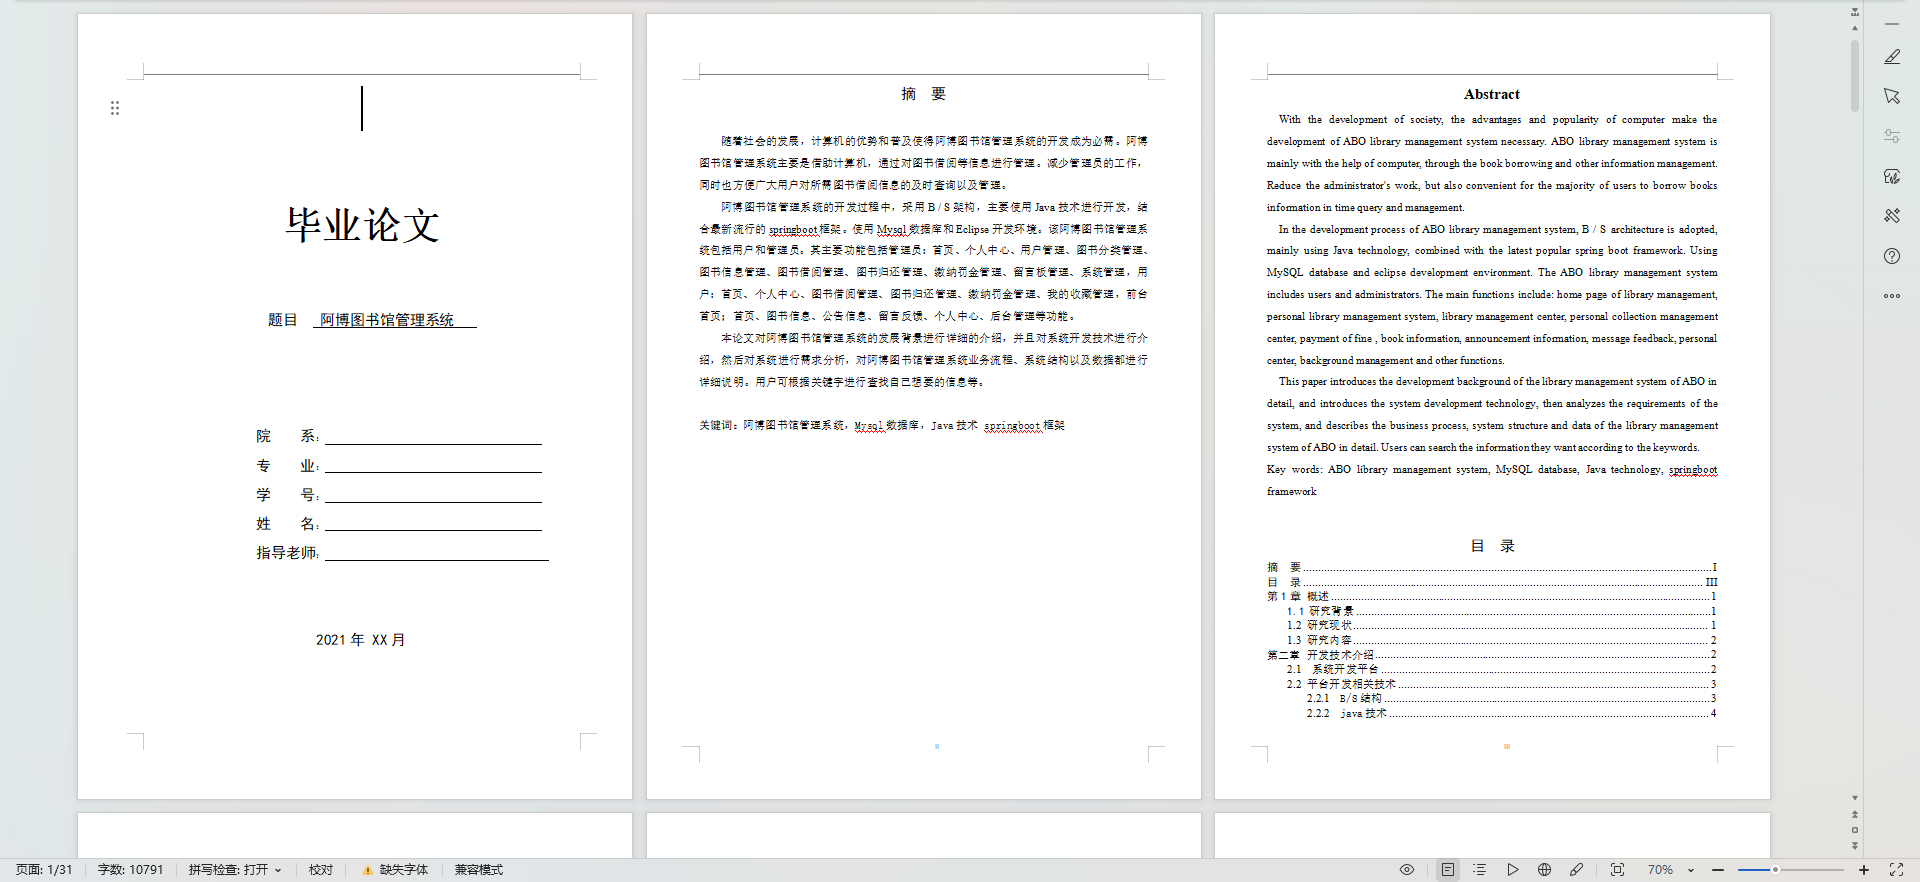 毕业论文
题目 阿博图书馆管理系统
院 系：
专 业：
学 号：
姓 名：
指导老师：
2021 年 XX 月
摘 要
随着社会的发展，计算机的优势和普及使得阿博图书馆管理系统的开发成为必需。阿博
图书馆管理系统主要是借助计算机，通过对图书借阅等信息进行管理。减少管理员的工作，
同时也方便广大用户对所需图书借阅信息的及时查询以及管理。
阿博图书馆管理系统的开发过程中，采用 B / S 架构，主要使用 Java 技术进行开发，结
合最新流行的 springboot 框架。使用 Mysql 数据库和 Eclipse 开发环境。该阿博图书馆管理系
统包括用户和管理员。其主要功能包括管理员：首页、个人中心、用户管理、图书分类管理、
图书信息管理、图书借阅管理、图书归还管理、缴纳罚金管理、留言板管理、系统管理，用
户：首页、个人中心、图书借阅管理、图书归还管理、缴纳罚金管理、我的收藏管理，前台
首页；首页、图书信息、公告信息、留言反馈、个人中心、后台管理等功能。
本论文对阿博图书馆管理系统的发展背景进行详细的介绍，并且对系统开发技术进行介
绍，然后对系统进行需求分析，对阿博图书馆管理系统业务流程、系统结构以及数据都进行
详细说明。用户可根据关键字进行查找自己想要的信息等。
关键词：阿博图书馆管理系统，Mysql 数据库，Java 技术 springboot 框架
Abstract
With the development of society, the advantages and popularity of computer make the
development of ABO library management system necessary. ABO library management system is
mainly with the help of computer, through the book borrowing and other information management.
Reduce the administrator's work, but also convenient for the majority of users to borrow books
information in time query and management.
In the development process of ABO library management system, B / S architecture is adopted,
mainly using Java technology, combined with the latest popular spring boot framework. Using
MySQL database and eclipse development environment. The ABO library management system
includes users and administrators. The main functions include: home page of library management,
personal library management system, library management center, personal collection management
center, payment of fine , book information, announcement information, message feedback, personal
center, background management and other functions.
This paper introduces the development background of the library management system of ABO in
detail, and introduces the system development technology, then analyzes the requirements of the
system, and describes the business process, system structure and data of the library management
system of ABO in detail. Users can search the information they want according to the keywords.
Key words: ABO library management system, MySQL database, Java technology, springboot
framework
目 录
摘 要 I
目 录 III
第 1 章 概述 1
1. 1 研究背景 1
1.2 研究现状 1
1.3 研究内容 2
第二章 开发技术介绍 2
2.1 系统开发平台 2
2.2 平台开发相关技术 3
2.2.1 B/S 结构 3
2.2.2 java 技术 4
页面: 1/31 字数: 10791 拼写检查: 打开 校对 缺失字体 兼容模式 70%